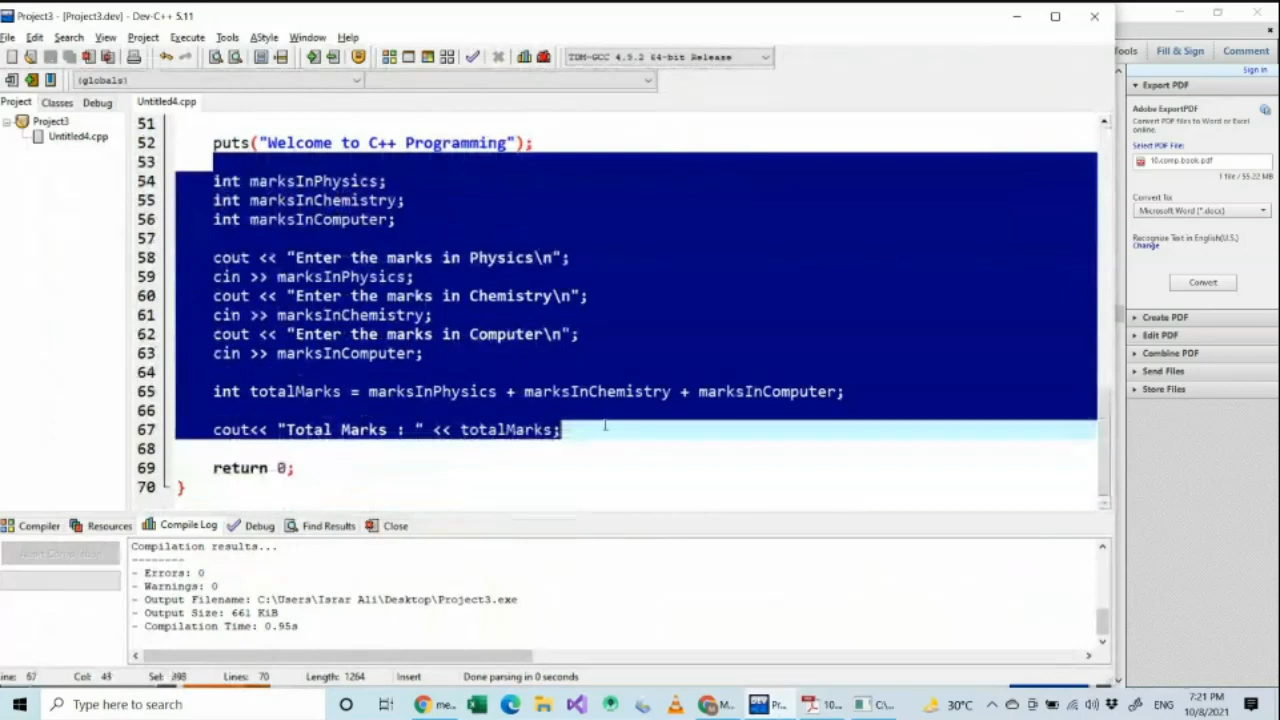 Project3 - [Project3.dev] - Dev-C++ 5.11
File Edit Search View Project Execute Tools AStyle Window Help
TDM-GCC 4.9.2 64-bit Release
(globals)
Project Classes Debug
Untitled4.cpp
Project3
Untitled4.cpp
51
52 puts("Welcome to C++ Programming");
53
54 int marksInPhysics;
55 int marksInChemistry;
56 int marksInComputer;
57
58 cout << "Enter the marks in Physics\n";
59 cin >> marksInPhysics;
60 cout << "Enter the marks in Chemistry\n";
61 cin >> marksInChemistry;
62 cout << "Enter the marks in Computer\n";
63 cin >> marksInComputer;
64
65 int totalMarks = marksInPhysics + marksInChemistry + marksInComputer;
66
67 cout<< "Total Marks : " << totalMarks;
68
69 return 0;
70 }
Compiler Resources Compile Log Debug Find Results Close
Abort Compilation
Compilation results...
--------
- Errors: 0
- Warnings: 0
- Output Filename: C:\Users\Israr Ali\Desktop\Project3.exe
- Output Size: 661 KiB
- Compilation Time: 0.95s
ine: 67 Col: 43 Sel: 398 Lines: 70 Length: 1264 Insert Done parsing in 0 seconds
Tools Fill & Sign Comment
Sign In
Export PDF
Adobe ExportPDF
Convert PDF files to Word or Excel
online.
Select PDF File:
10.comp.book.pdf
1 file / 55.22 MB
Convert To:
Microsoft Word (*.docx)
Recognize Text in English(U.S.)
Change
Convert
Create PDF
Edit PDF
Combine PDF
Send Files
Store Files
Type here to search
me...
M...
DEV
Pr...
10...
C:\...
30°C
ENG
7:21 PM
10/8/2021